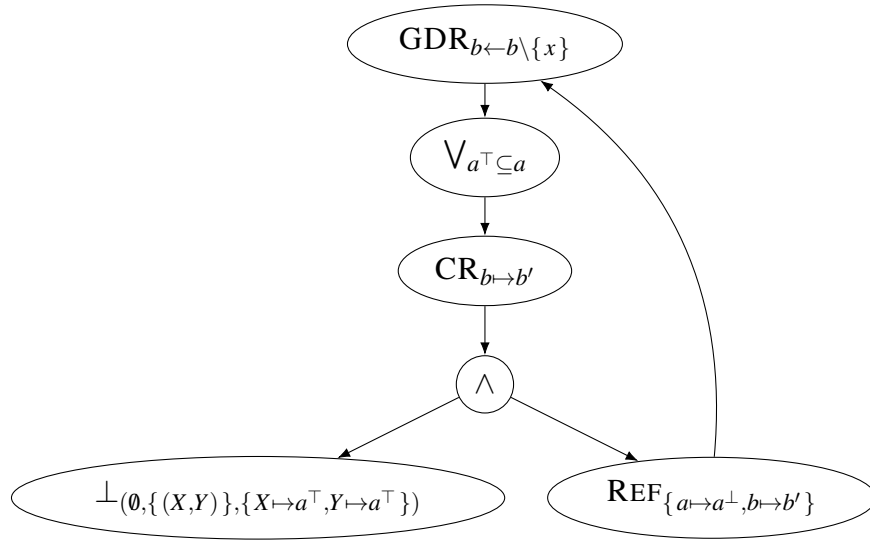 GDR_{b←b\{x}}
⋁_{a^⊤⊆a}
CR_{b↦b′}
∧
⊥_{(∅,{(X,Y)},{X↦a^⊤,Y↦a^⊤})}
REF_{{a↦a^⊥,b↦b′}}